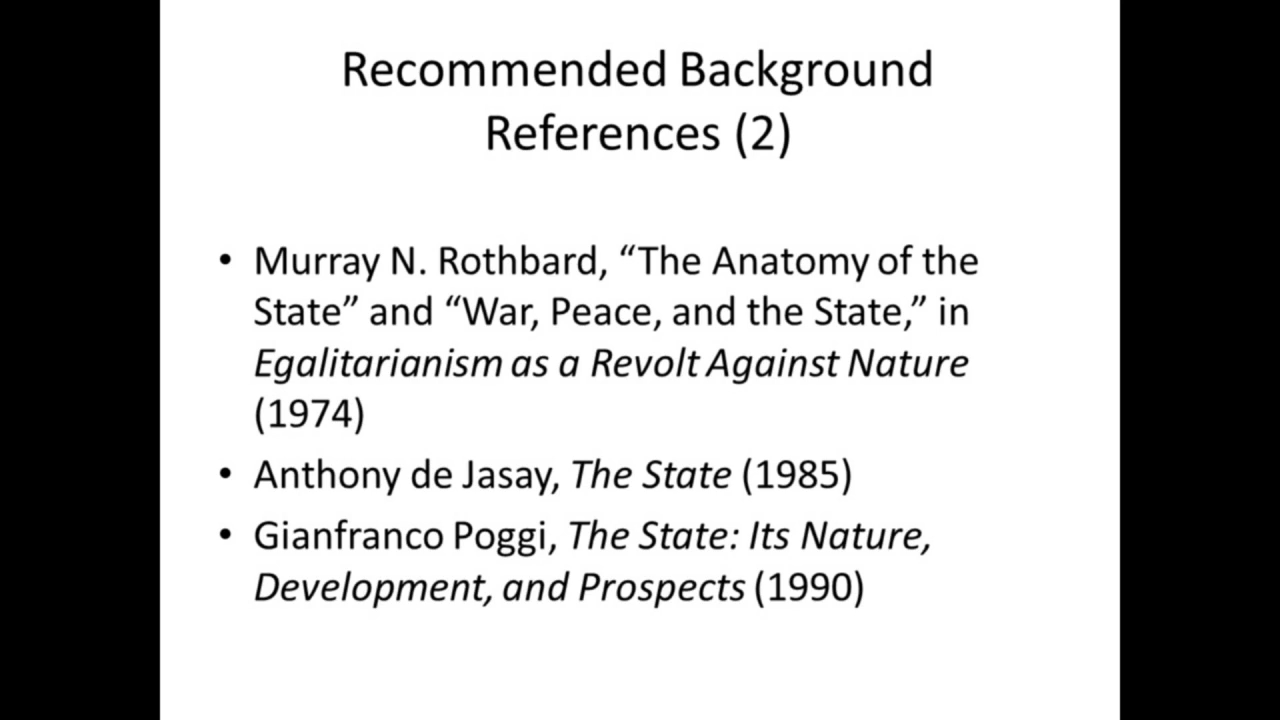 Recommended Background
References (2)
• Murray N. Rothbard, “The Anatomy of the
State” and “War, Peace, and the State,” in
Egalitarianism as a Revolt Against Nature
(1974)
• Anthony de Jasay, The State (1985)
• Gianfranco Poggi, The State: Its Nature,
Development, and Prospects (1990)